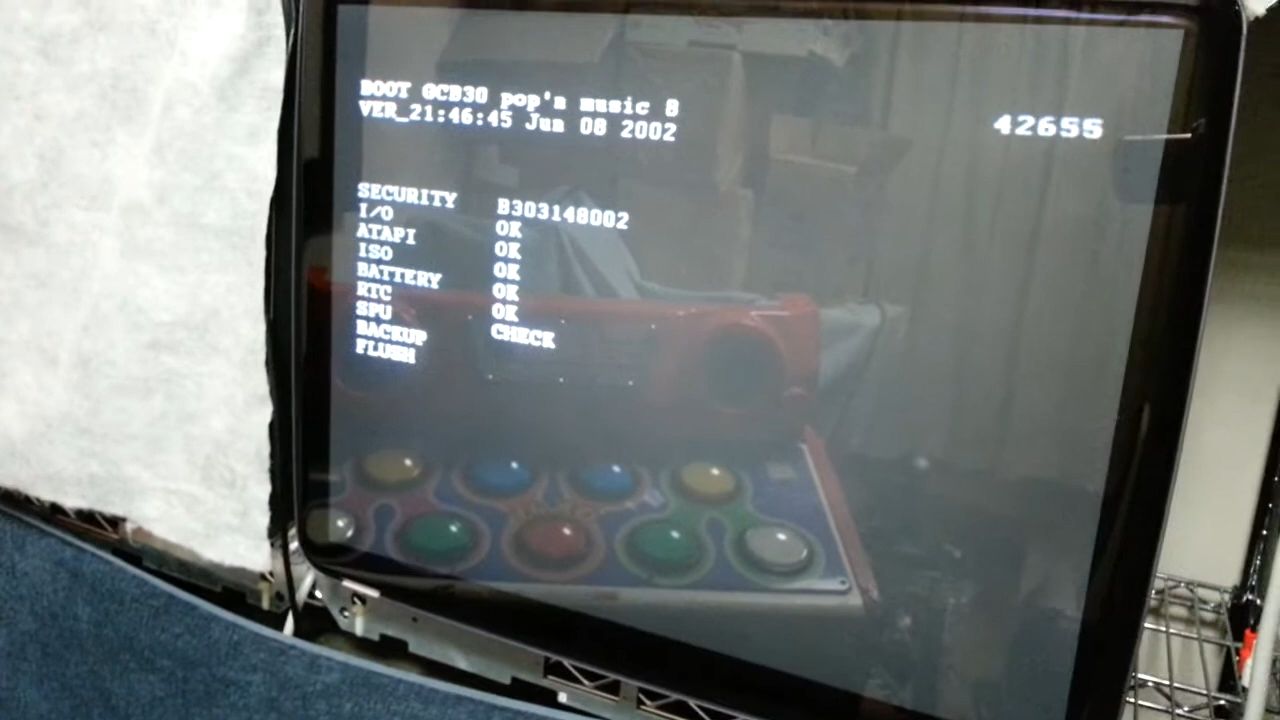 BOOT GCB30 pop'n music 8
VER_21:46:45 Jun 08 2002
42655
SECURITY B303148002
I/O OK
ATAPI OK
ISO OK
BATTERY OK
RTC OK
SPU CHECK
BACKUP
FLUSH